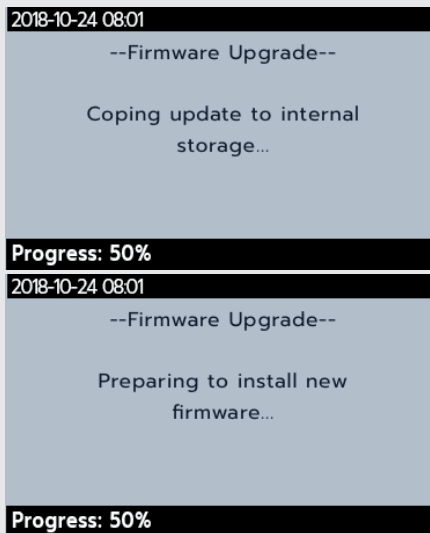 2018-10-24 08:01
--Firmware Upgrade--
Coping update to internal
storage...
Progress: 50%
2018-10-24 08:01
--Firmware Upgrade--
Preparing to install new
firmware...
Progress: 50%